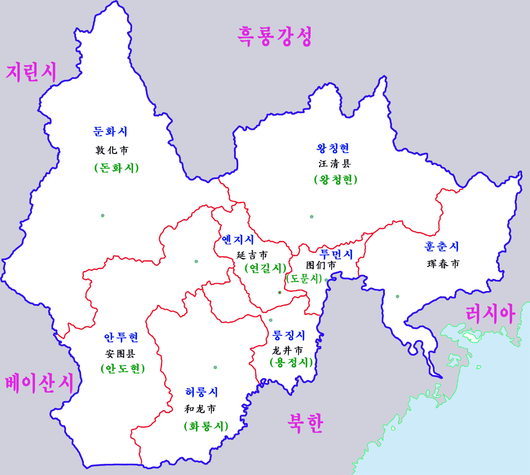 흑룡강성
지린시
둔화시
敦化市
(돈화시)
왕칭현
汪清县
(왕청현)
옌지시
延吉市
(연길시)
투먼시
图们市
(도문시)
훈춘시
珲春市
러시아
안투현
安图县
(안도현)
룽징시
龙井市
(용정시)
베이산시
허룽시
和龙市
(화룡시)
북한